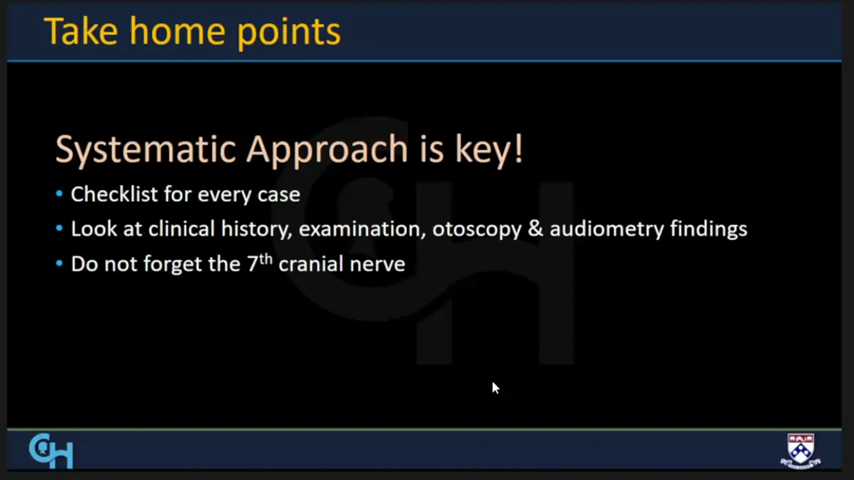 Take home points
Systematic Approach is key!
• Checklist for every case
• Look at clinical history, examination, otoscopy & audiometry findings
• Do not forget the 7th cranial nerve
CH